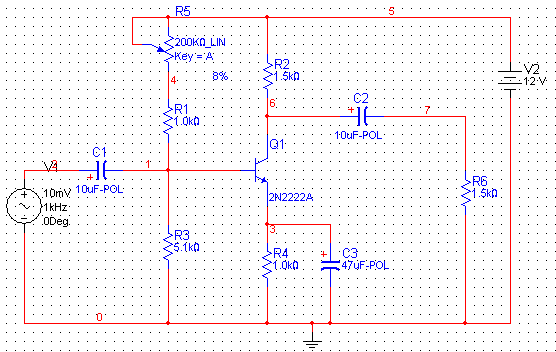 R5
5
200KΩ_LIN
Key = A
8%
4
R2
1.5kΩ
V2
12 V
R1
1.0kΩ
6
C2
10uF-POL
7
Q1
2N2222A
V4
C1
10uF-POL
1
10mV
1kHz
0Deg
R6
1.5kΩ
R3
5.1kΩ
3
R4
1.0kΩ
C3
47uF-POL
0